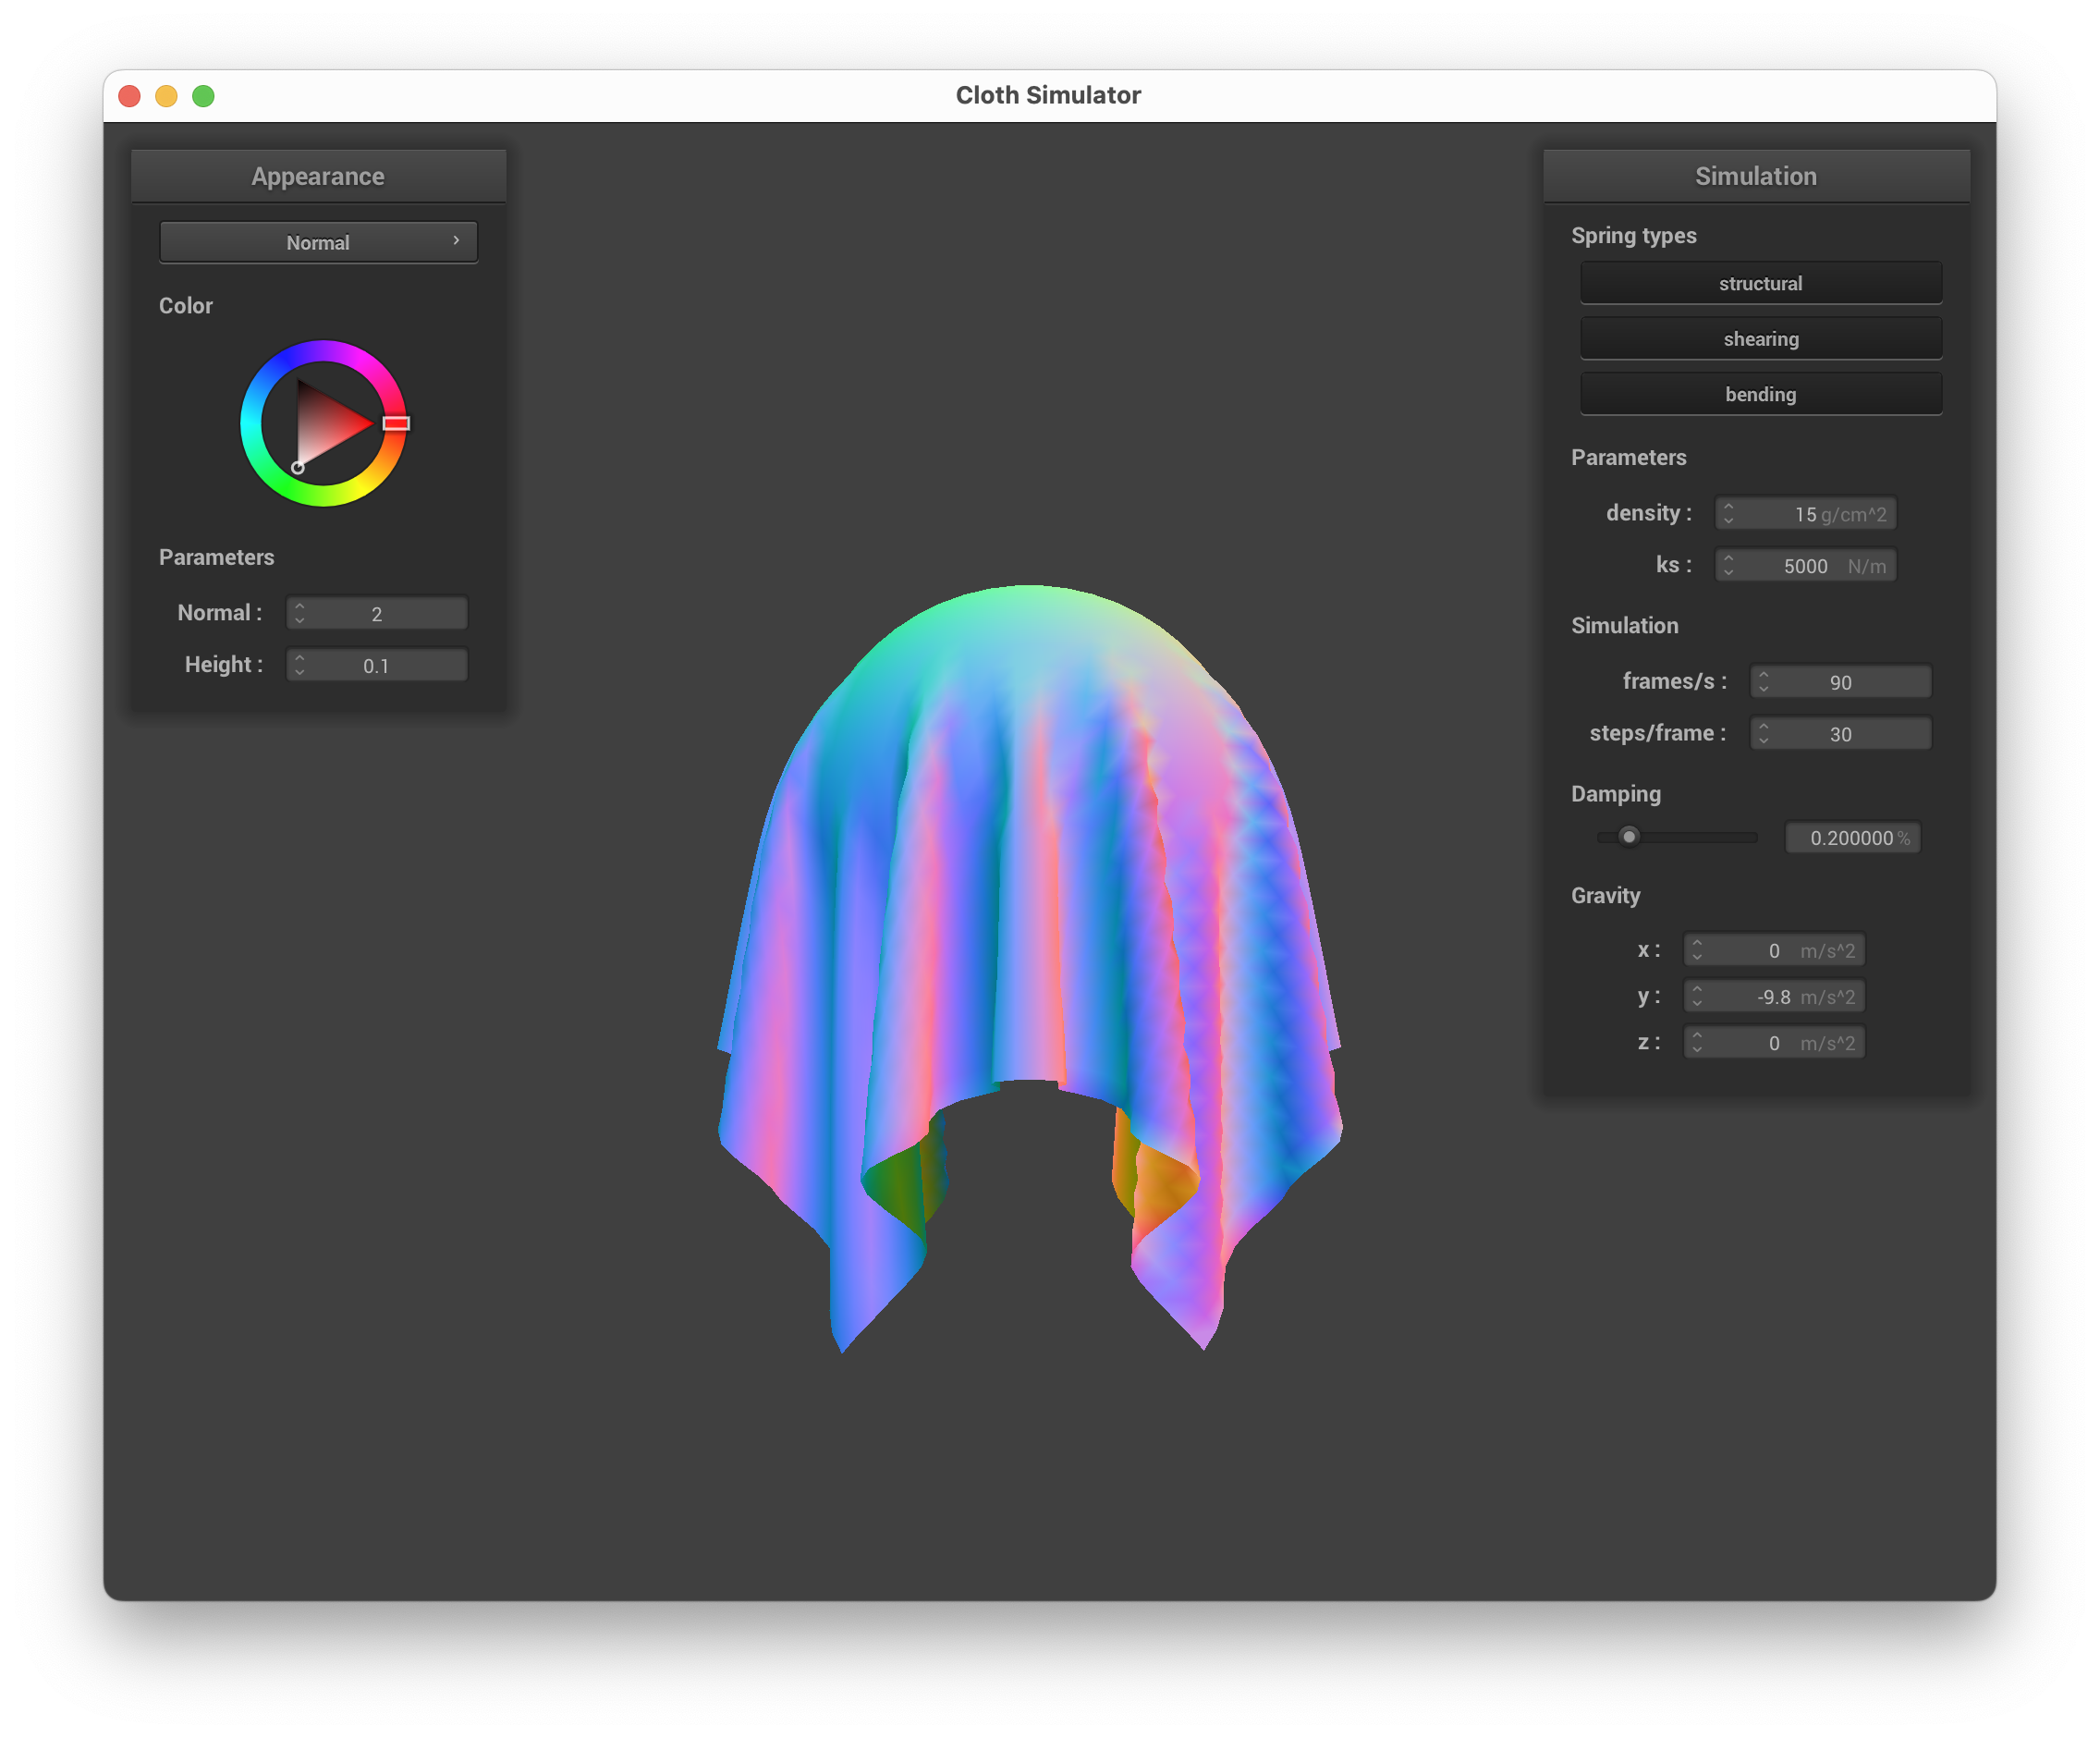 Cloth Simulator
Appearance
Normal
Color
Parameters
Normal : 2
Height : 0.1
Simulation
Spring types
structural
shearing
bending
Parameters
density : 15 g/cm^2
ks : 5000 N/m
Simulation
frames/s : 90
steps/frame : 30
Damping
0.200000 %
Gravity
x : 0 m/s^2
y : -9.8 m/s^2
z : 0 m/s^2